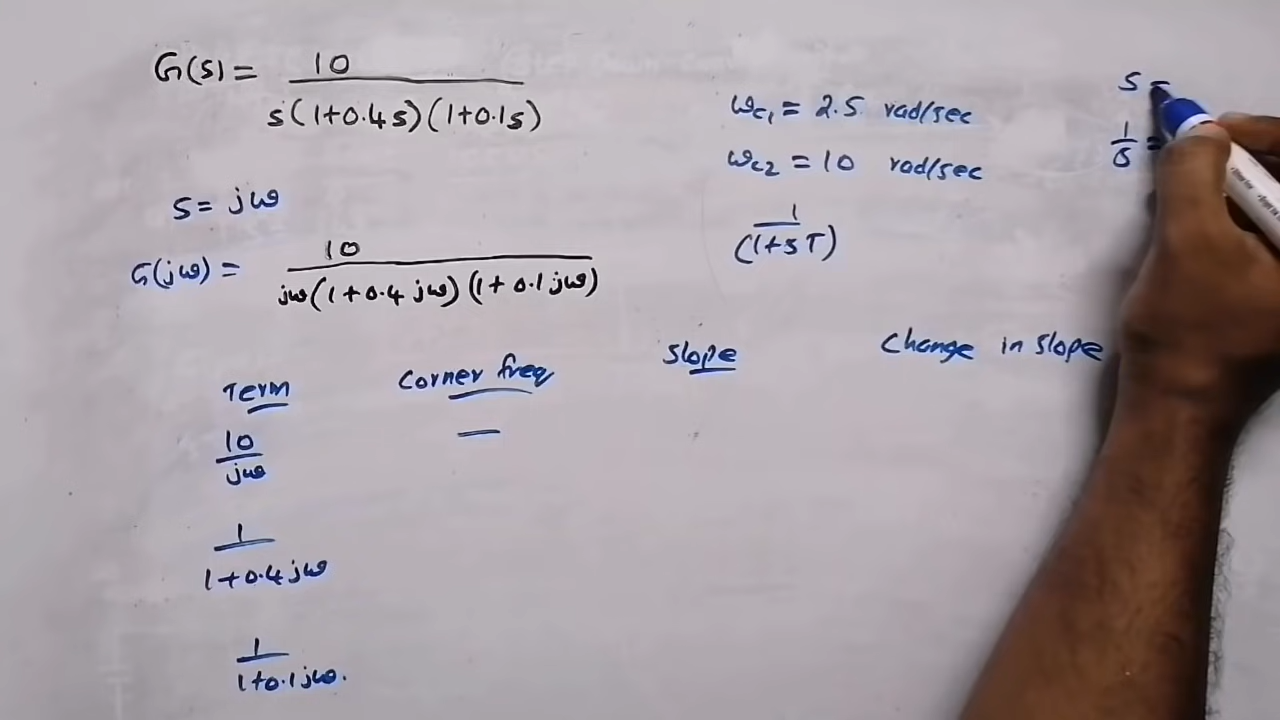 G(s) = 10 / s(1+0.4s)(1+0.1s)
s = jω
G(jω) = 10 / jω(1+0.4jω)(1+0.1jω)
ωc1 = 2.5 rad/sec
ωc2 = 10 rad/sec
1 / (1+sT)
s =
1/s =
Term Corner freq Slope Change in slope
10/jω —
1 / 1+0.4jω
1 / 1+0.1jω.